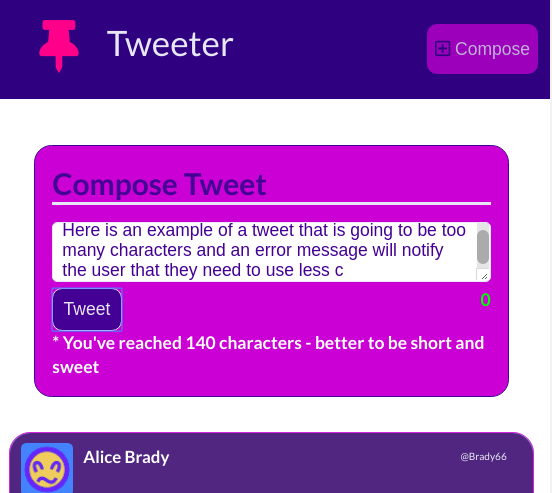 Tweeter
Compose
Compose Tweet
Here is an example of a tweet that is going to be too
many characters and an error message will notify
the user that they need to use less c
Tweet
0
* You've reached 140 characters - better to be short and
sweet
Alice Brady
@Brady66